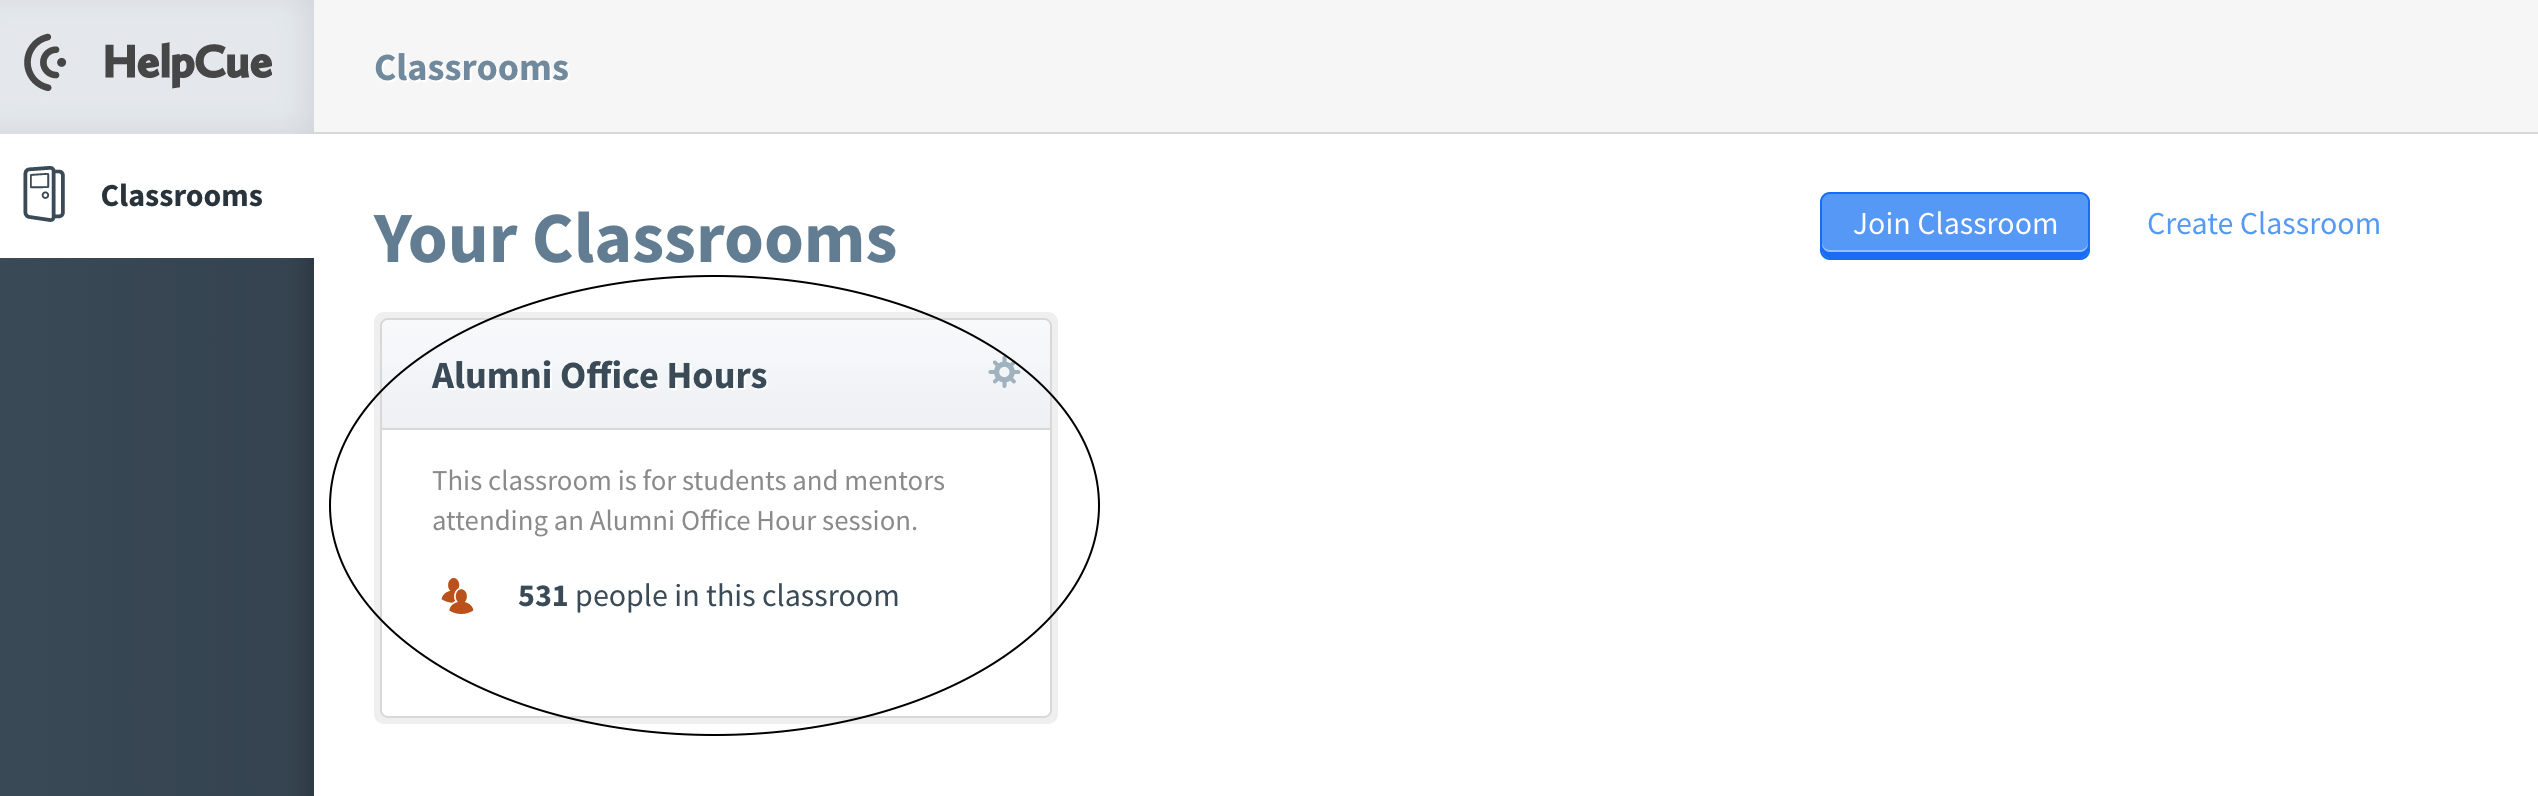 HelpCue
Classrooms
Classrooms
Your Classrooms
Join Classroom
Create Classroom
Alumni Office Hours
This classroom is for students and mentors
attending an Alumni Office Hour session.
531 people in this classroom